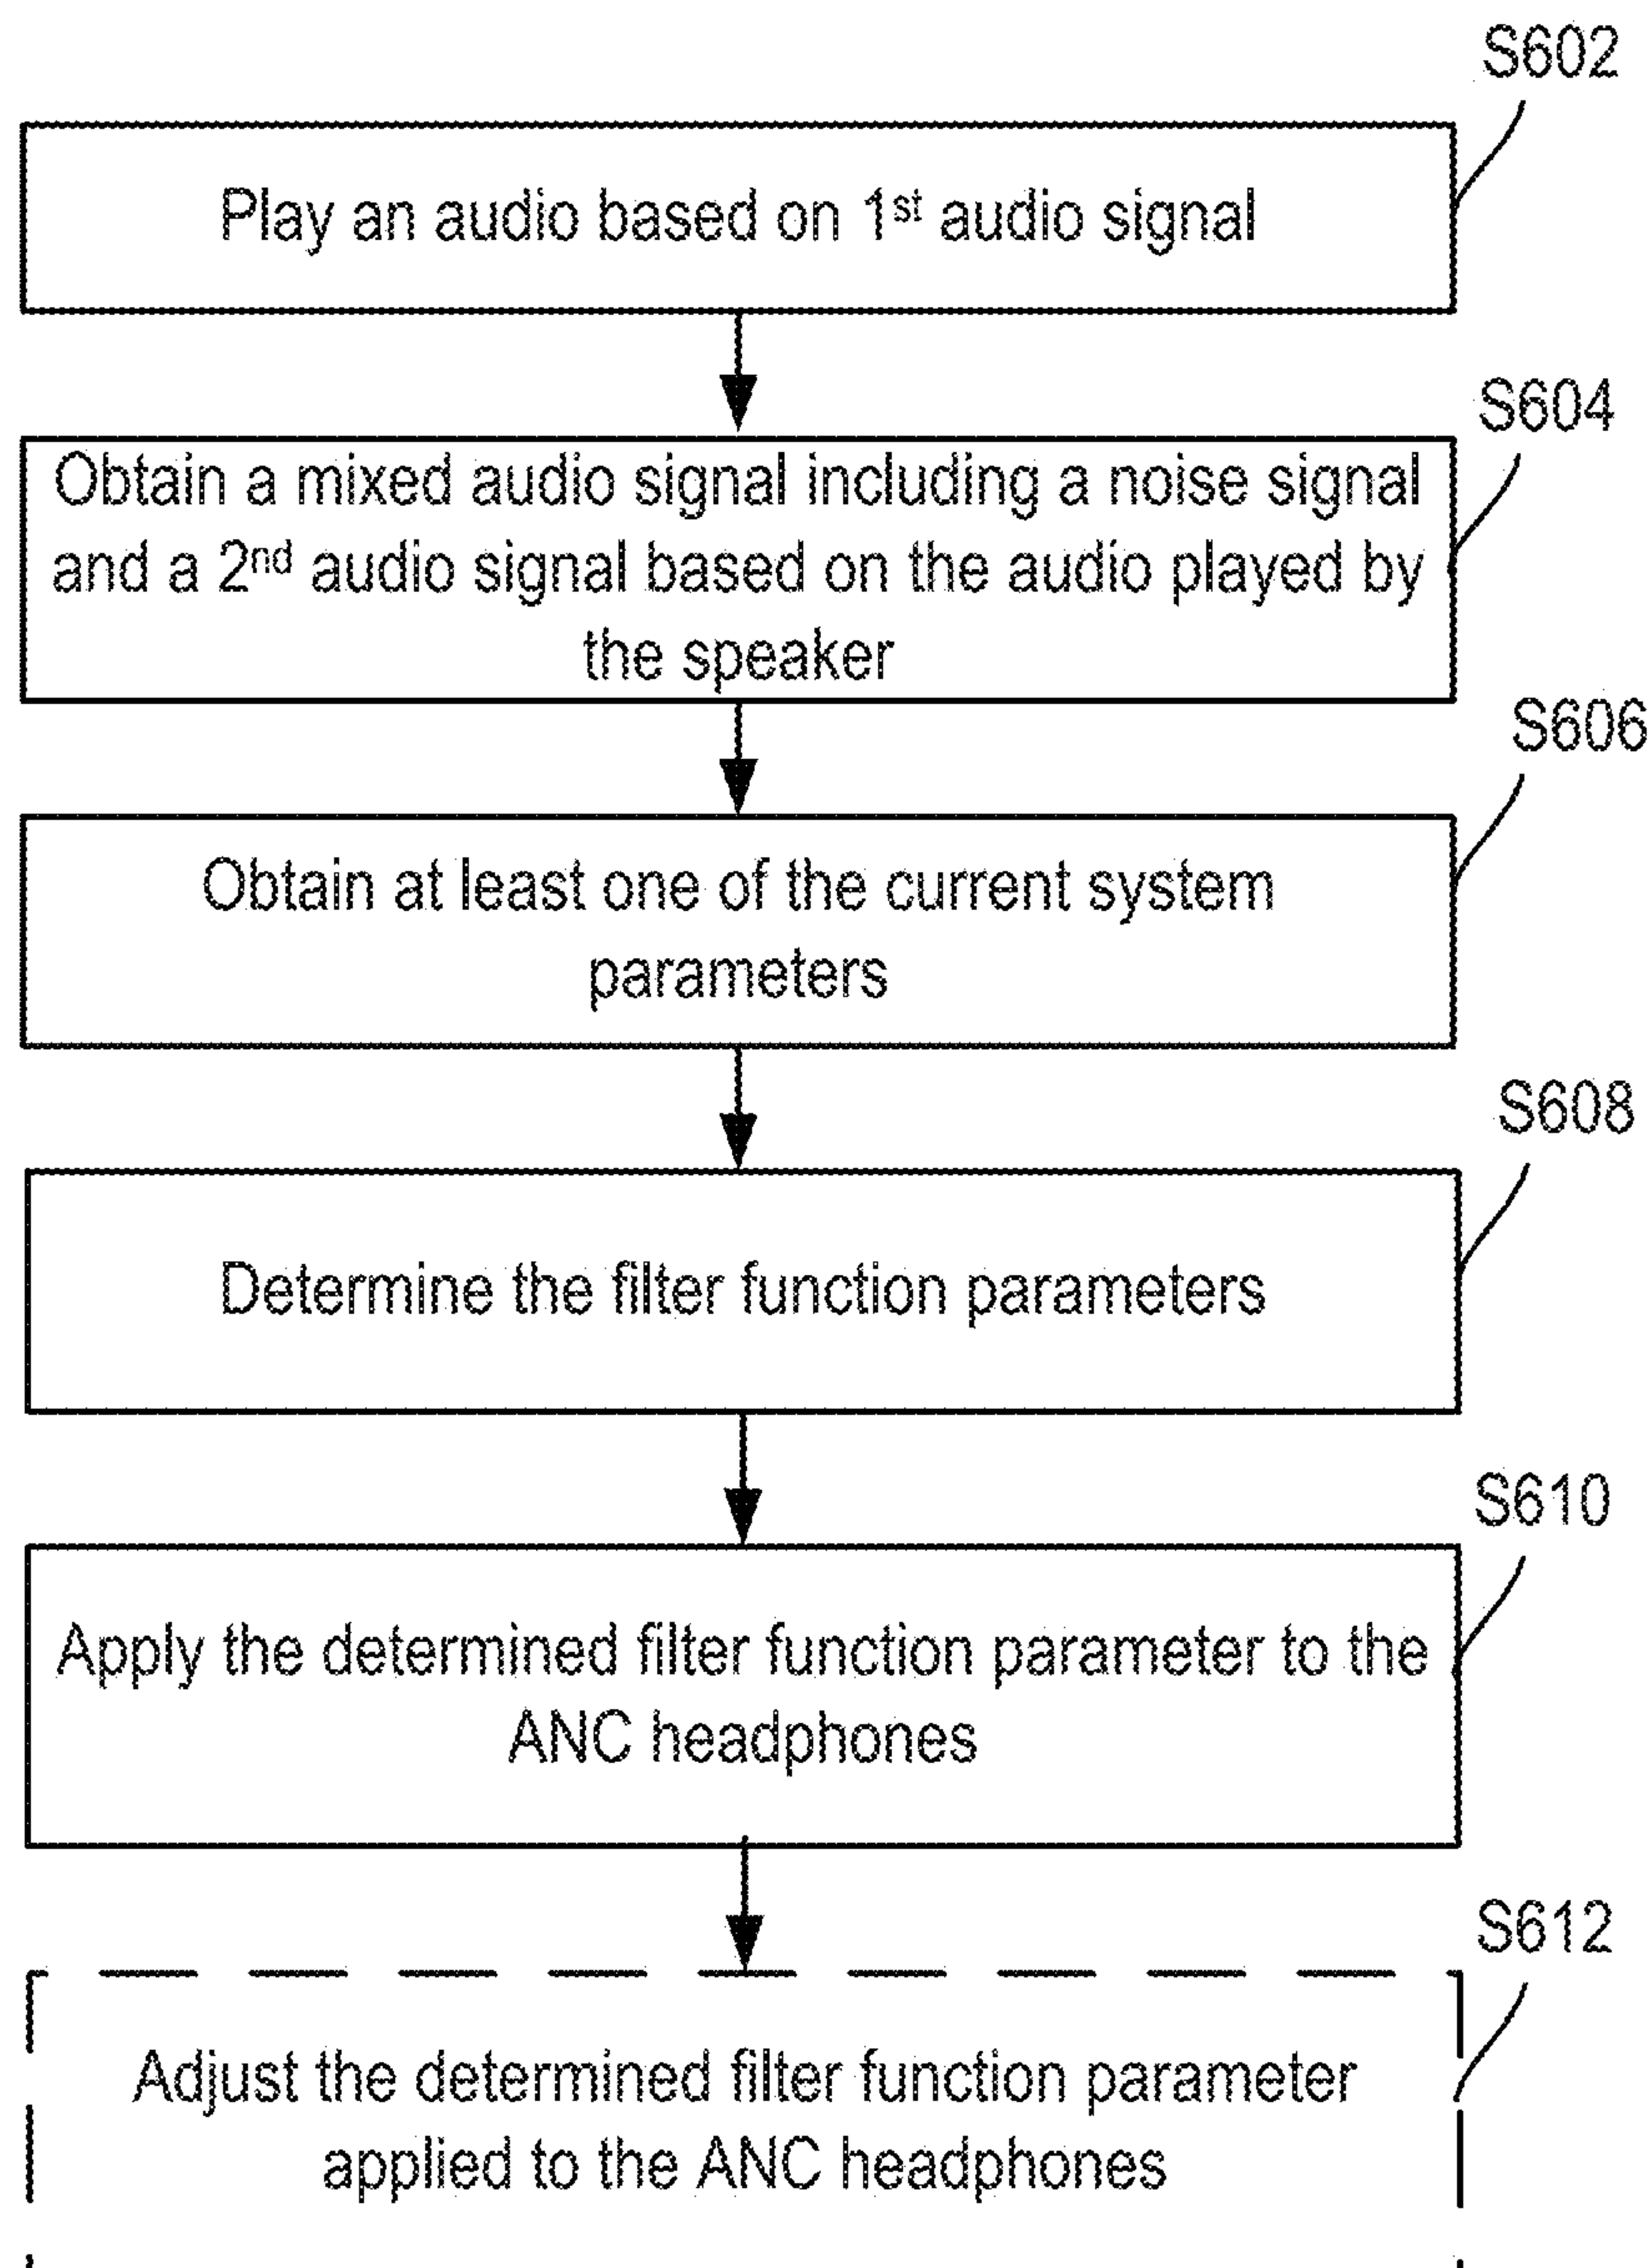 S602
Play an audio based on 1st audio signal
S604
Obtain a mixed audio signal including a noise signal
and a 2nd audio signal based on the audio played by
the speaker
S606
Obtain at least one of the current system
parameters
S608
Determine the filter function parameters
S610
Apply the determined filter function parameter to the
ANC headphones
S612
Adjust the determined filter function parameter
applied to the ANC headphones